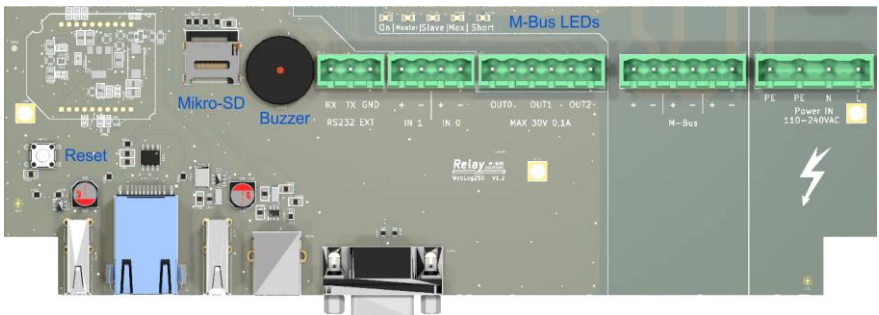 M-Bus LEDs
On | Master | Slave | Max | Short
Mikro-SD
Buzzer
Reset
RX TX GND
RS232 EXT
+ - + -
IN 1 IN 0
OUT0- OUT1- OUT2-
MAX 30V 0.1A
+ - + - + -
M-Bus
PE PE N L
Power IN
110-240VAC
Relay
WebLog250 V1.2